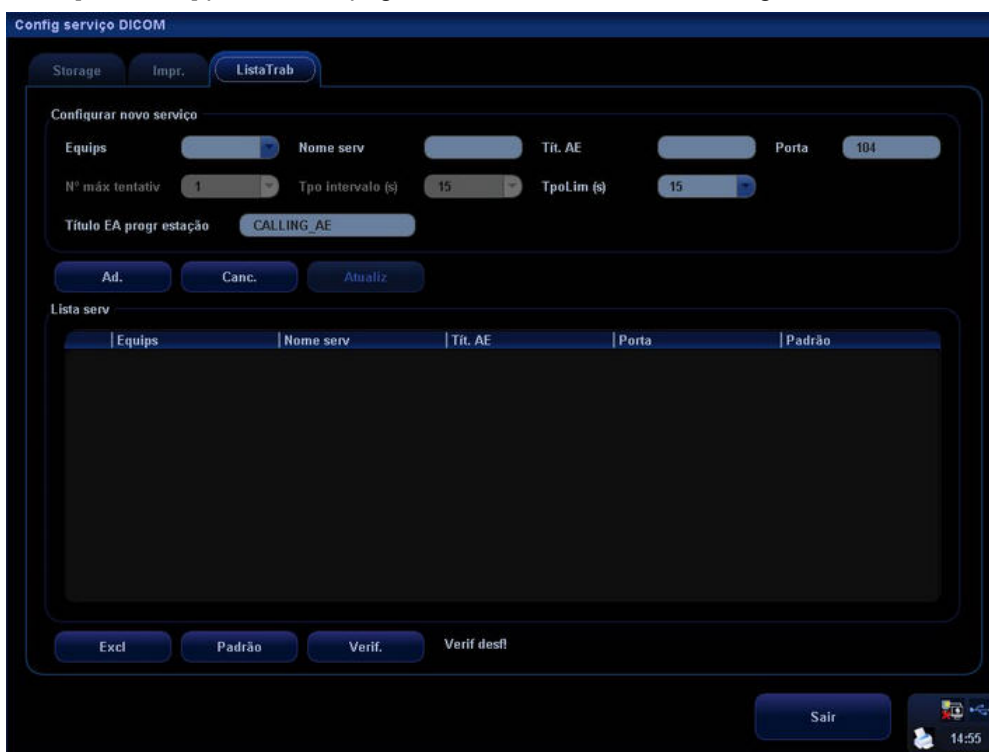 Config serviço DICOM
Storage Impr. ListaTrab
Configurar novo serviço
Equips Nome serv Tít. AE Porta 104
Nº máx tentativ 1 Tpo intervalo (s) 15 TpoLim (s) 15
Título EA progr estação CALLING_AE
Ad. Canc. Atualiz
Lista serv
Equips Nome serv Tít. AE Porta Padrão
Excl Padrão Verif. Verif desf!
Sair
14:55